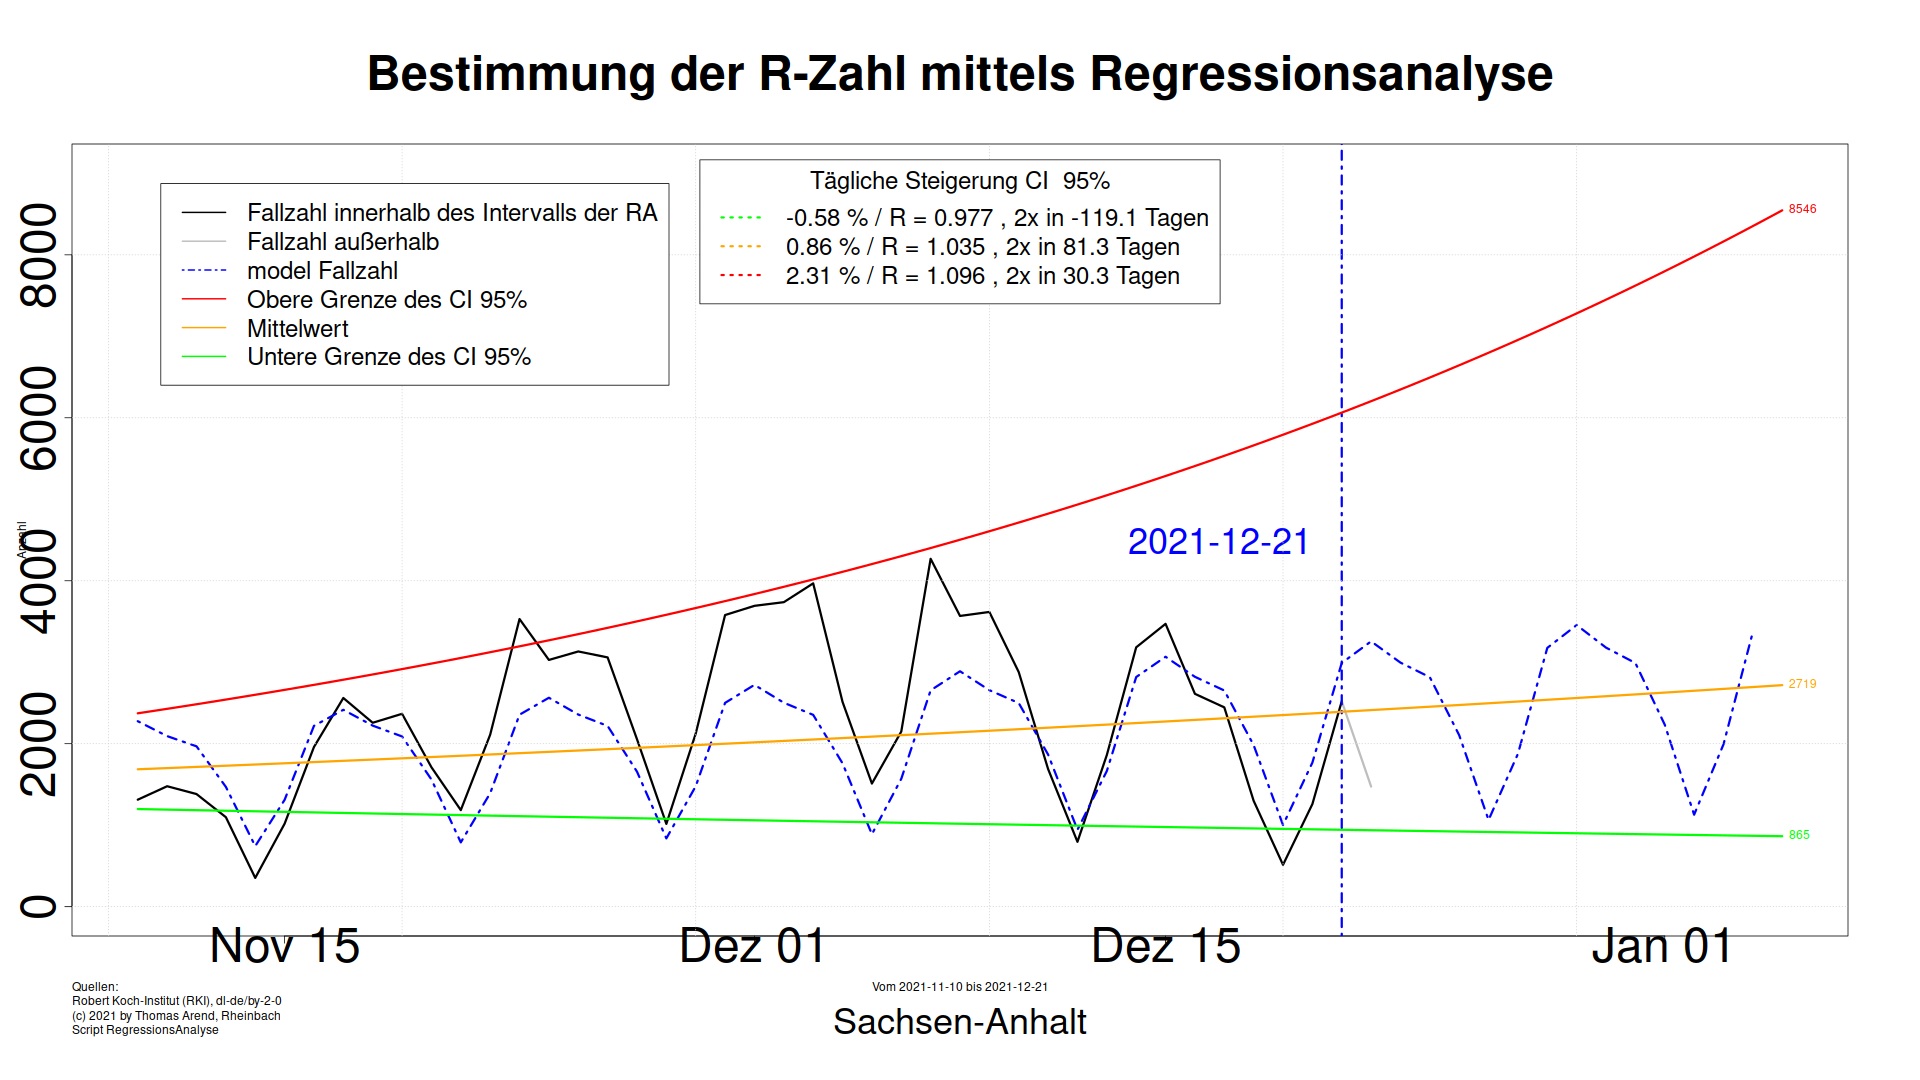 Bestimmung der R-Zahl mittels Regressionsanalyse
Fallzahl innerhalb des Intervalls der RA
Fallzahl außerhalb
model Fallzahl
Obere Grenze des CI 95%
Mittelwert
Untere Grenze des CI 95%
Tägliche Steigerung CI  95%
-0.58 % / R = 0.977 , 2x in -119.1 Tagen
0.86 % / R = 1.035 , 2x in 81.3 Tagen
2.31 % / R = 1.096 , 2x in 30.3 Tagen
8546
2719
865
2021-12-21
8000
6000
4000
2000
0
Anzahl
Nov 15
Dez 01
Dez 15
Jan 01
Quellen:
Robert Koch-Institut (RKI), dl-de/by-2-0
(c) 2021 by Thomas Arend, Rheinbach
Script RegressionsAnalyse
Vom 2021-11-10 bis 2021-12-21
Sachsen-Anhalt